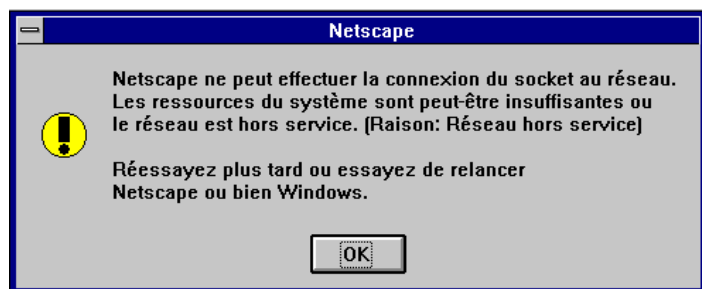 Netscape
Netscape ne peut effectuer la connexion du socket au réseau.
Les ressources du système sont peut-être insuffisantes ou
le réseau est hors service. (Raison: Réseau hors service)
Réessayez plus tard ou essayez de relancer
Netscape ou bien Windows.
OK